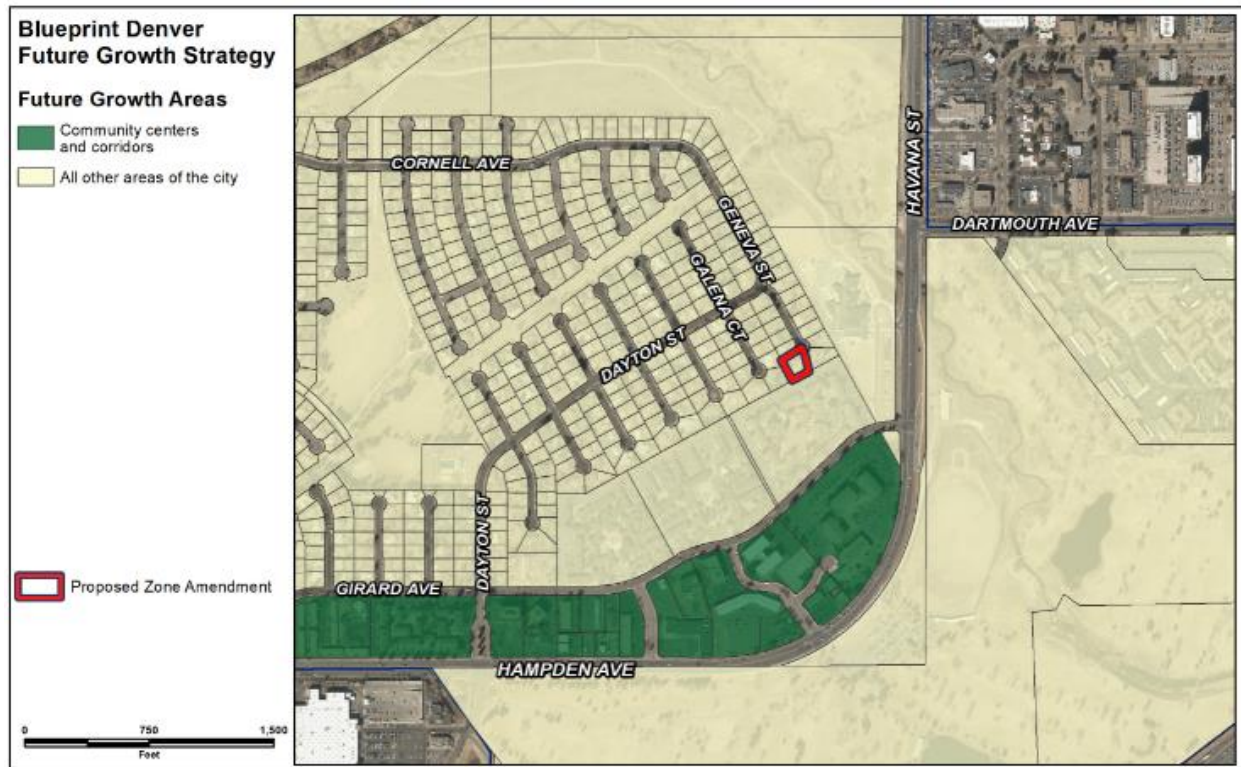 Blueprint Denver
Future Growth Strategy
Future Growth Areas
Community centers
and corridors
All other areas of the city
Proposed Zone Amendment
0 750 1,500
Feet
CORNELL AVE
GENEVA ST
GALENA CT
DAYTON ST
HAVANA ST
DARTMOUTH AVE
DAYTON ST
GIRARD AVE
HAMPDEN AVE